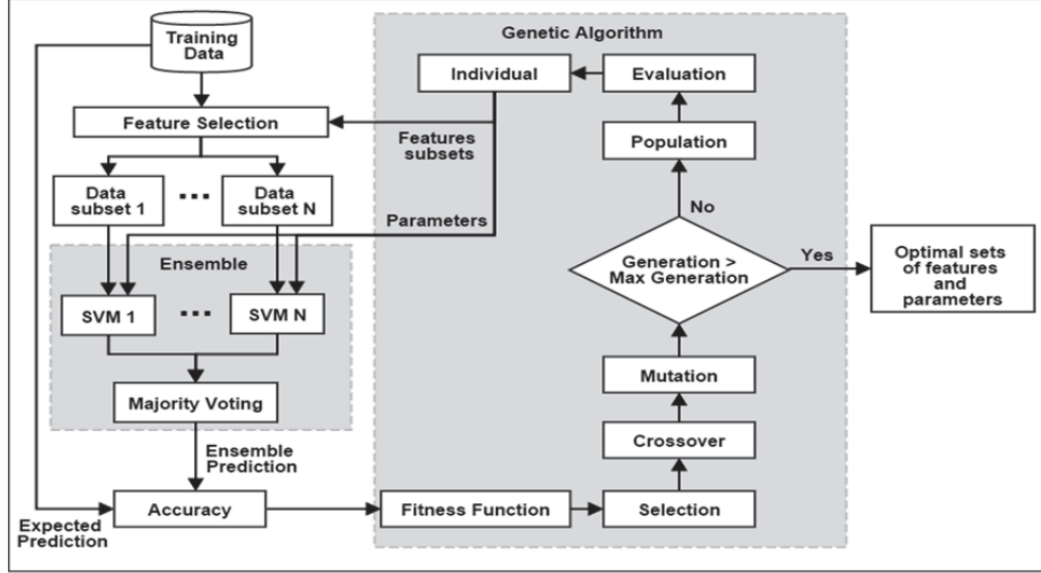 Training
Data
Genetic Algorithm
Individual
Evaluation
Feature Selection
Features
subsets
Population
Data
subset 1
...
Data
subset N
Parameters
No
Ensemble
Generation >
Max Generation
Yes
Optimal sets
of features
and
parameters
SVM 1
...
SVM N
Mutation
Majority Voting
Crossover
Ensemble
Prediction
Accuracy
Fitness Function
Selection
Expected
Prediction